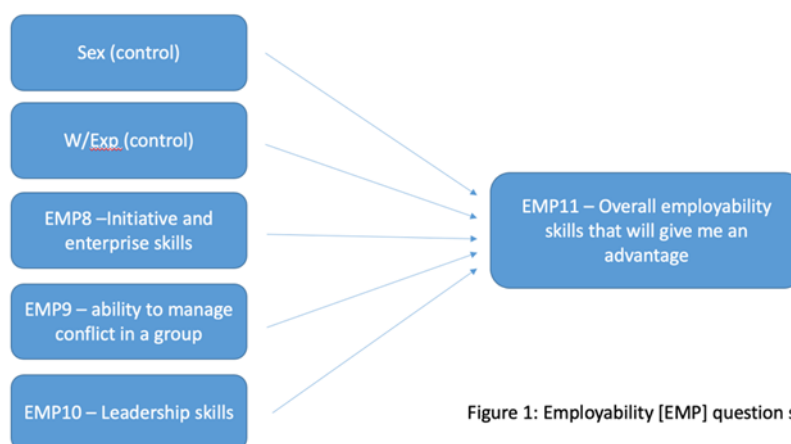 Sex (control)
W/Exp (control)
EMP8 –Initiative and
enterprise skills
EMP9 – ability to manage
conflict in a group
EMP10 – Leadership skills
EMP11 – Overall employability
skills that will give me an
advantage
Figure 1: Employability [EMP] question